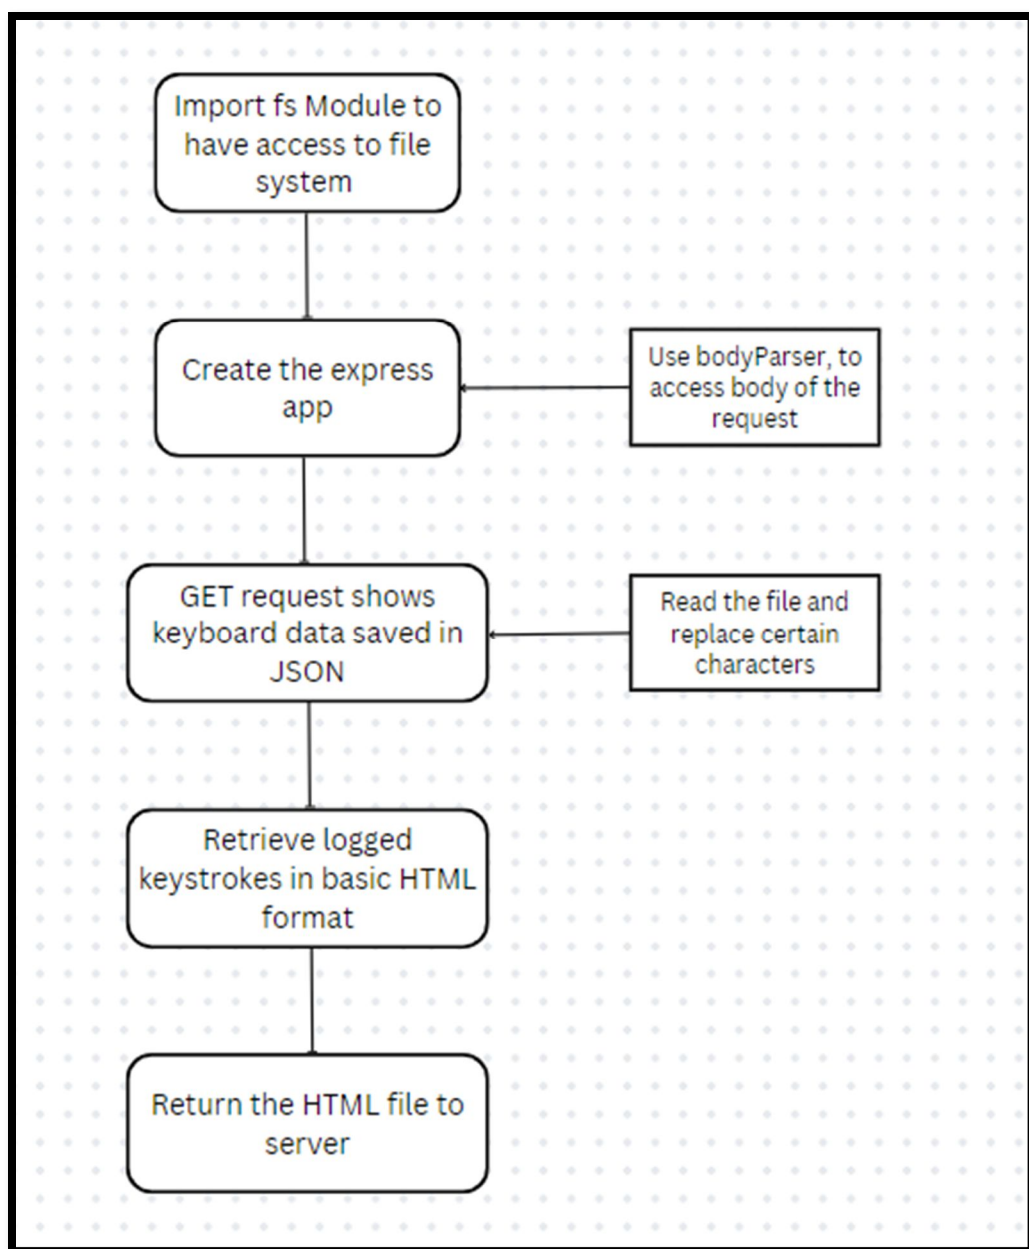 Import fs Module to
have access to file
system
Create the express
app
Use bodyParser, to
access body of the
request
GET request shows
keyboard data saved in
JSON
Read the file and
replace certain
characters
Retrieve logged
keystrokes in basic HTML
format
Return the HTML file to
server